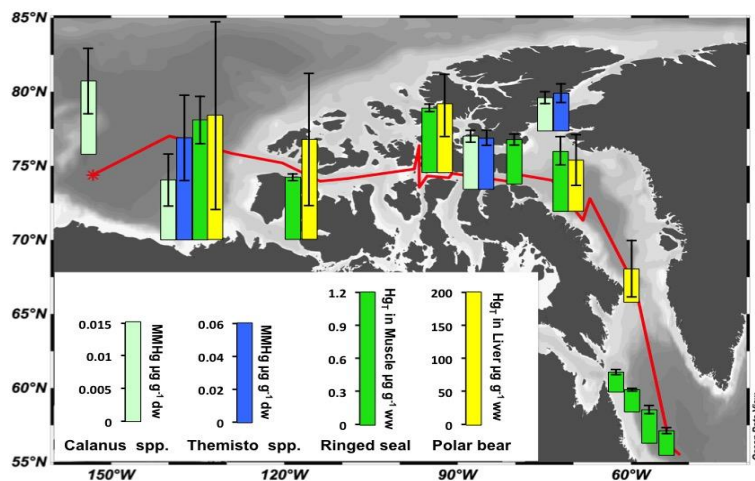 85°N
80°N
75°N
70°N
65°N
60°N
55°N
0.015
0.01
0.005
0
MMHg µg g⁻¹ dw
0.06
0.04
0.02
0
MMHg µg g⁻¹ dw
1.2
0.9
0.6
0.3
0
Hg_T in Muscle µg g⁻¹ ww
200
150
100
50
0
Hg_T in Liver µg g⁻¹ ww
Calanus spp.
Themisto spp.
Ringed seal
Polar bear
150°W
120°W
90°W
60°W